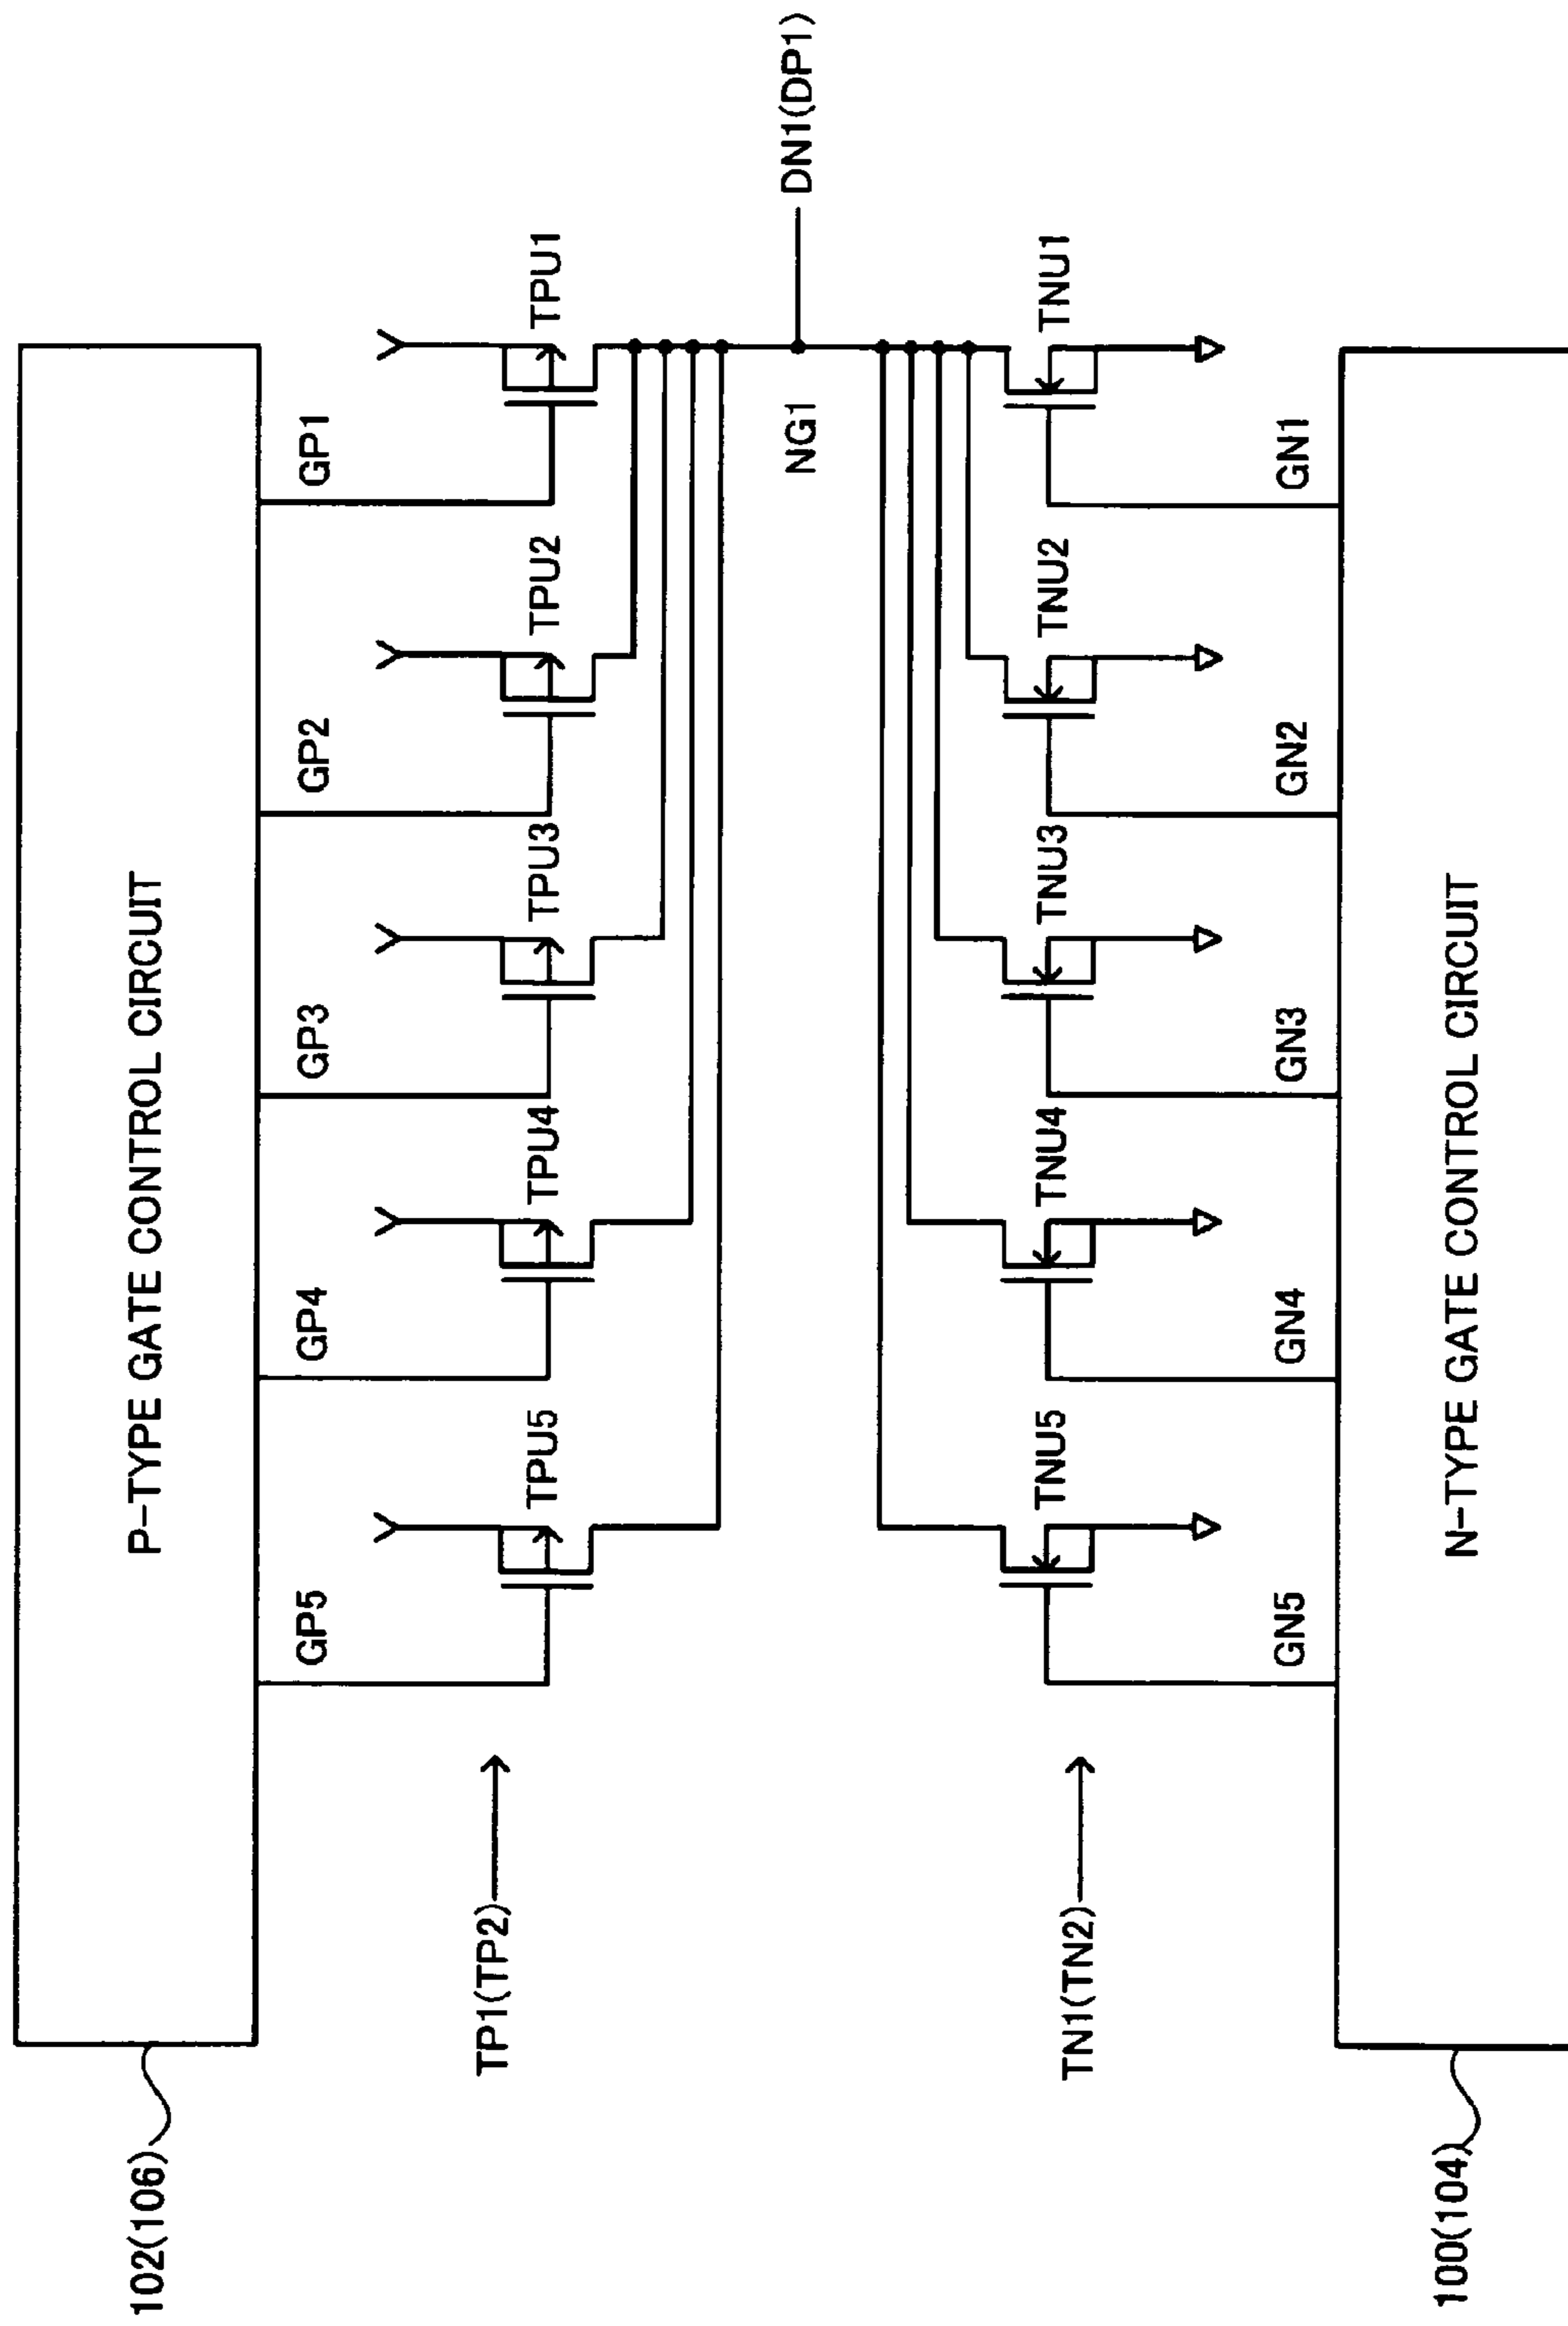 102(106)
P-TYPE GATE CONTROL CIRCUIT
GP5
GP4
GP3
GP2
GP1
TP1(TP2)
TPU5
TPU4
TPU3
TPU2
TPU1
NG1
DN1(DP1)
TN1(TN2)
TNU5
TNU4
TNU3
TNU2
TNU1
GN5
GN4
GN3
GN2
GN1
100(104)
N-TYPE GATE CONTROL CIRCUIT